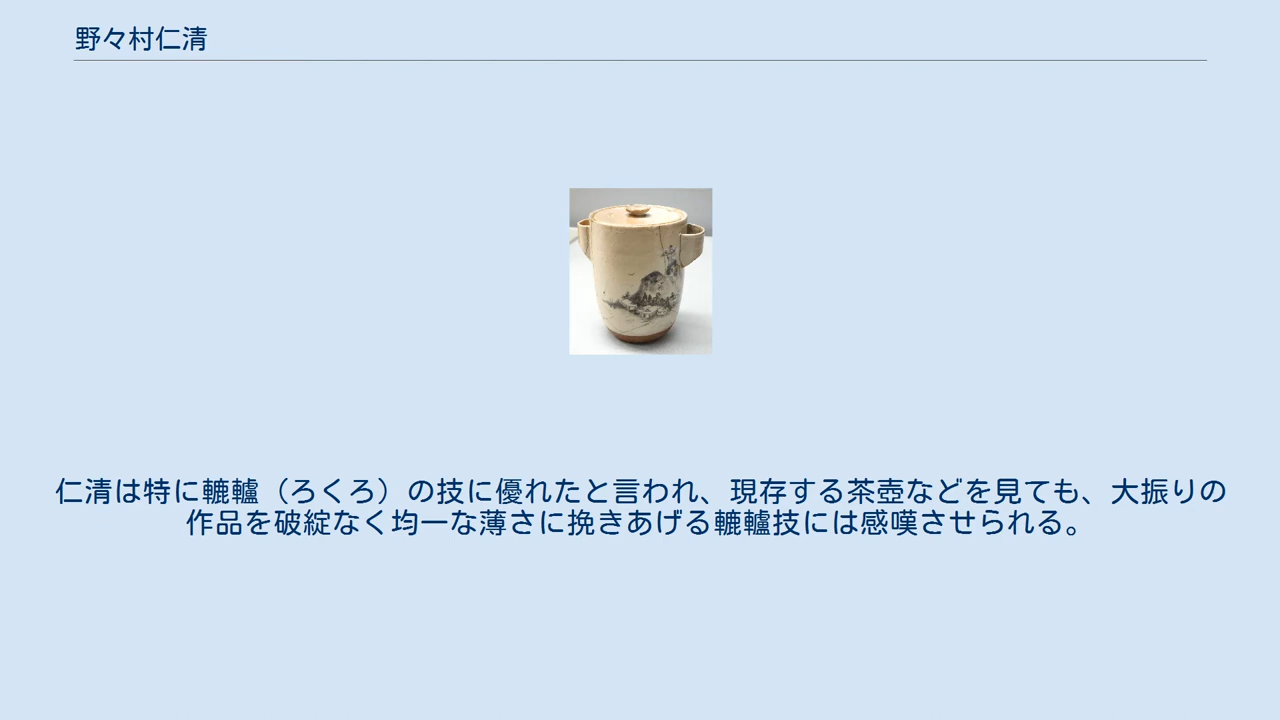 野々村仁清
仁清は特に轆轤（ろくろ）の技に優れたと言われ、現存する茶壺などを見ても、大振りの
作品を破綻なく均一な薄さに挽きあげる轆轤技には感嘆させられる。